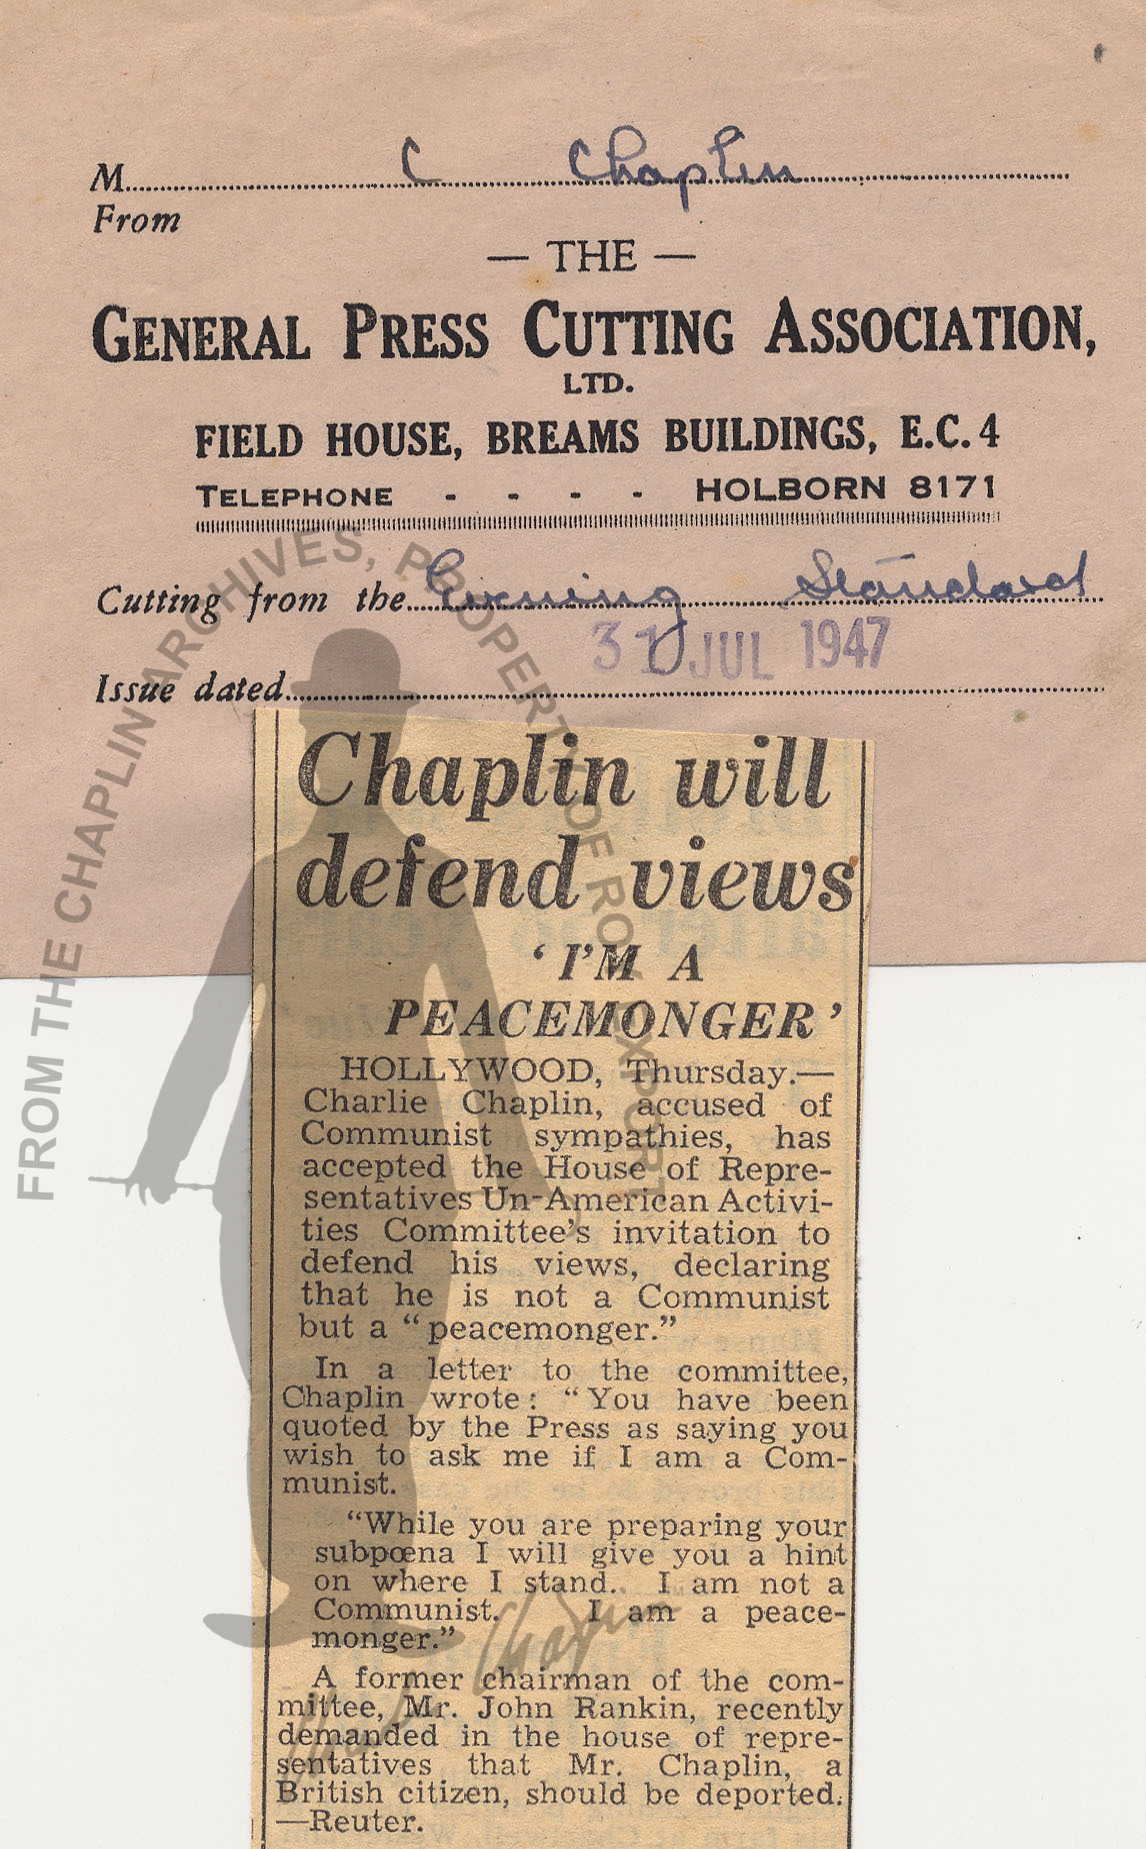 M C Chaplin
From
— THE —
GENERAL PRESS CUTTING ASSOCIATION,
LTD.
FIELD HOUSE, BREAMS BUILDINGS, E.C.4
TELEPHONE - - - - HOLBORN 8171
Cutting from the Evening Standard
31 JUL 1947
Issue dated
FROM THE CHAPLIN ARCHIVES, PROPERTY OF ROY EXPORT
Chaplin will
defend views
‘I’M A
PEACEMONGER’
HOLLYWOOD, Thursday.—
Charlie Chaplin, accused of
Communist sympathies, has
accepted the House of Repre-
sentatives Un-American Activi-
ties Committee’s invitation to
defend his views, declaring
that he is not a Communist
but a “peacemonger.”
In a letter to the committee,
Chaplin wrote: “You have been
quoted by the Press as saying you
wish to ask me if I am a Com-
munist.
“While you are preparing your
subpœna I will give you a hint
on where I stand. I am not a
Communist. I am a peace-
monger.”
A former chairman of the com-
mittee, Mr. John Rankin, recently
demanded in the house of repre-
sentatives that Mr. Chaplin, a
British citizen, should be deported.
—Reuter.